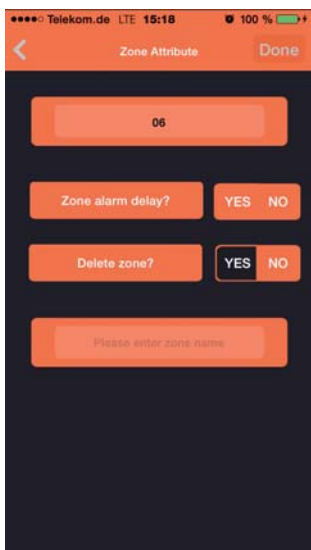 Telekom.de LTE 15:18 100 %
Zone Attribute Done
06
Zone alarm delay? YES NO
Delete zone? YES NO
Please enter zone name